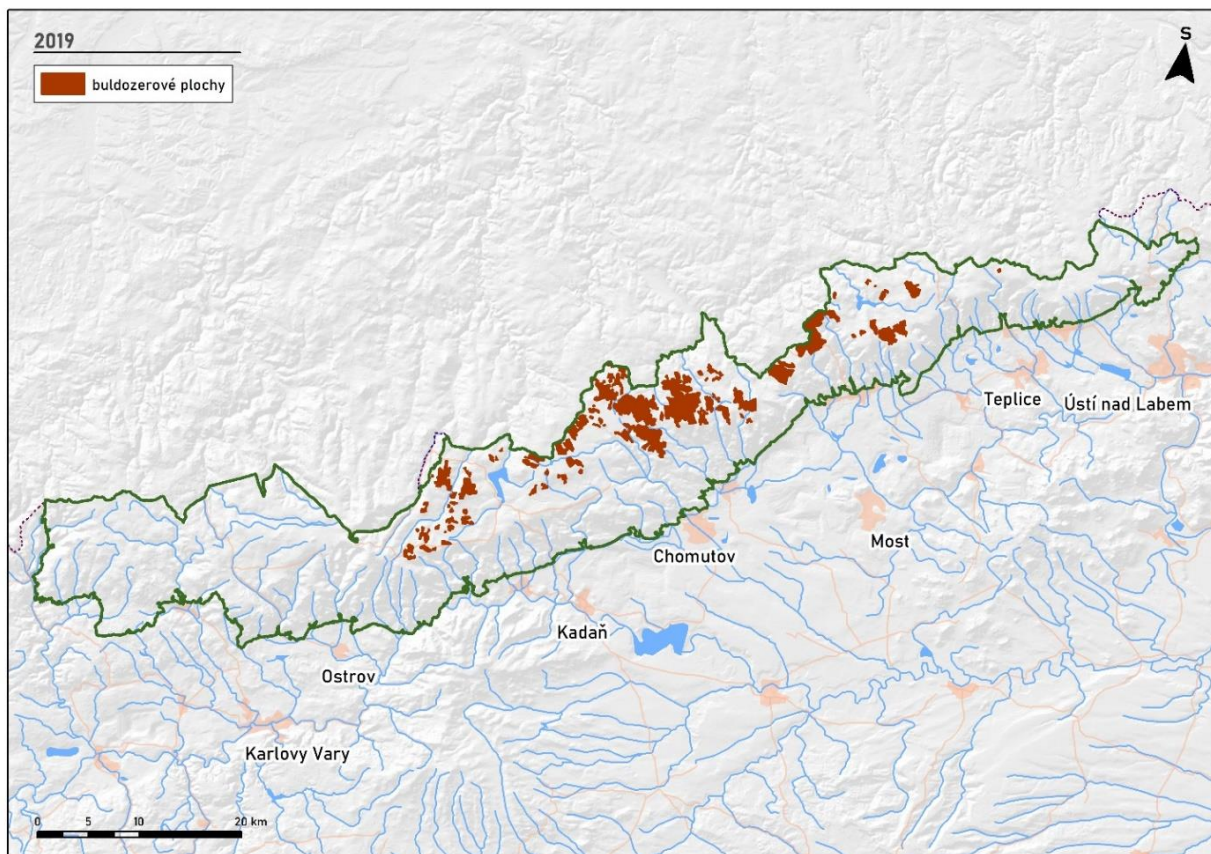 2019
buldozerové plochy
S
Teplice
Ústí nad Labem
Most
Chomutov
Kadaň
Ostrov
Karlovy Vary
0 5 10 20 km